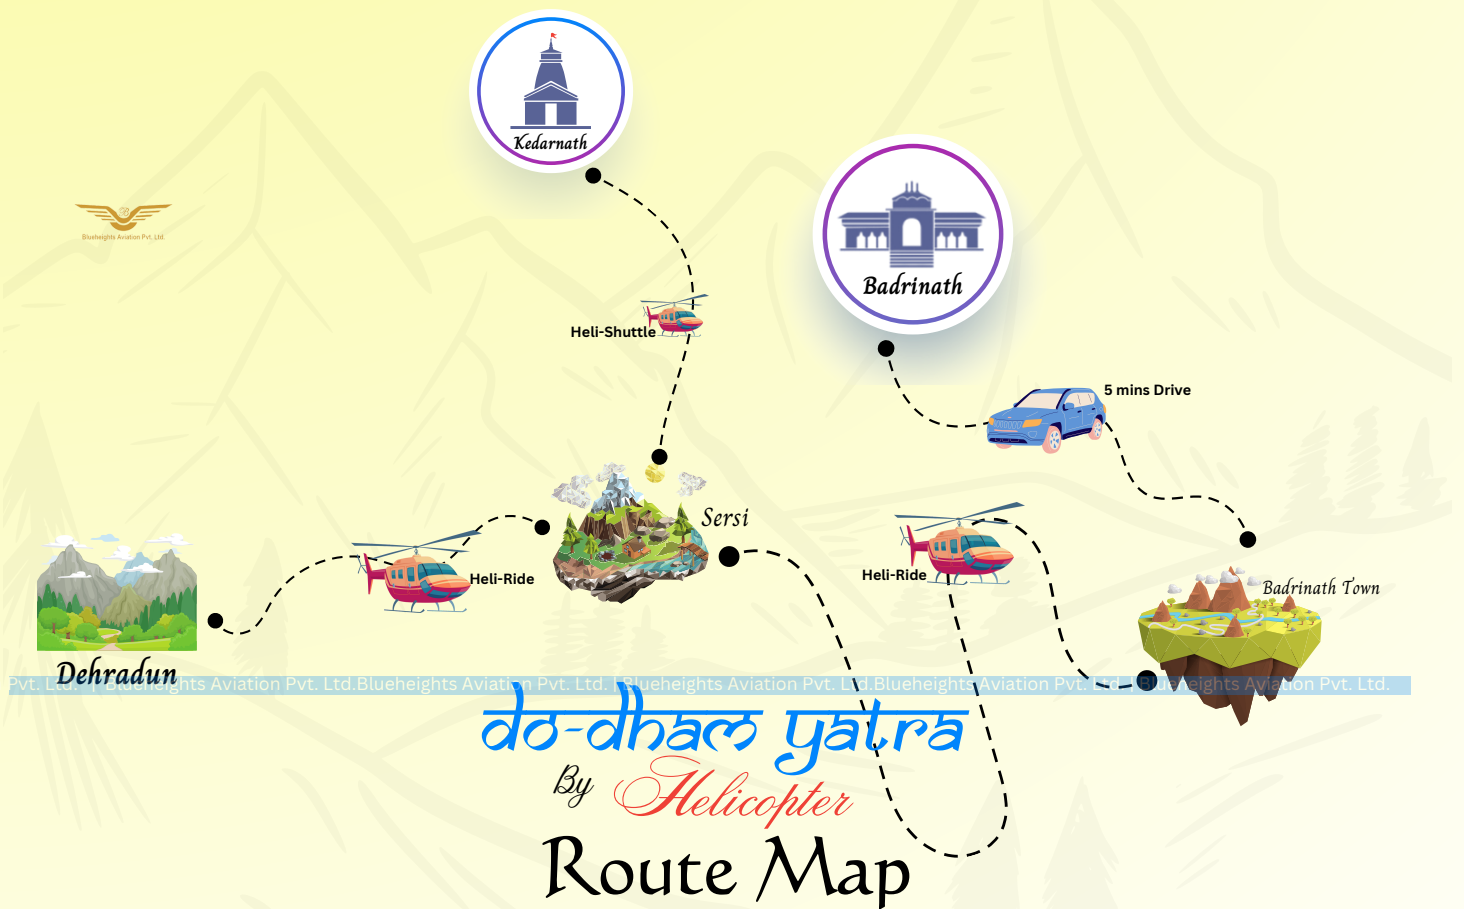 Kedarnath
Blueheights Aviation Pvt. Ltd.
Badrinath
Heli-Shuttle
5 mins Drive
Sersi
Heli-Ride
Heli-Ride
Badrinath Town
Dehradun
Pvt. Ltd. | Blueheights Aviation Pvt. Ltd.Blueheights Aviation Pvt. Ltd. | Blueheights Aviation Pvt. Ltd.Blueheights Aviation Pvt. Ltd. | Blueheights Aviation Pvt. Ltd.
do-dham yatra
By Helicopter
Route Map